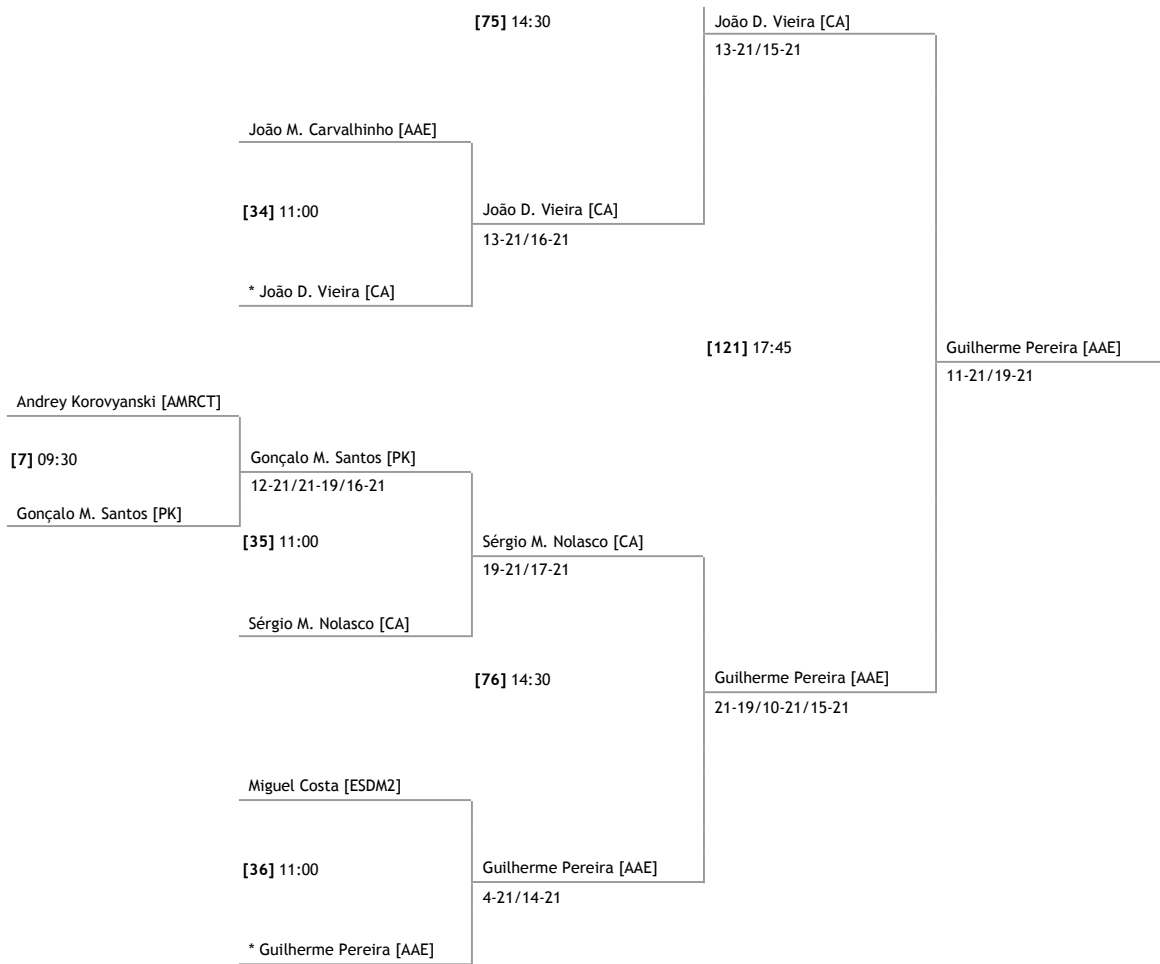 [75] 14:30
João D. Vieira [CA]
13-21/15-21
João M. Carvalhinho [AAE]
[34] 11:00
João D. Vieira [CA]
13-21/16-21
* João D. Vieira [CA]
[121] 17:45
Guilherme Pereira [AAE]
11-21/19-21
Andrey Korovyanski [AMRCT]
[7] 09:30
Gonçalo M. Santos [PK]
12-21/21-19/16-21
Gonçalo M. Santos [PK]
[35] 11:00
Sérgio M. Nolasco [CA]
19-21/17-21
Sérgio M. Nolasco [CA]
[76] 14:30
Guilherme Pereira [AAE]
21-19/10-21/15-21
Miguel Costa [ESDM2]
[36] 11:00
Guilherme Pereira [AAE]
4-21/14-21
* Guilherme Pereira [AAE]